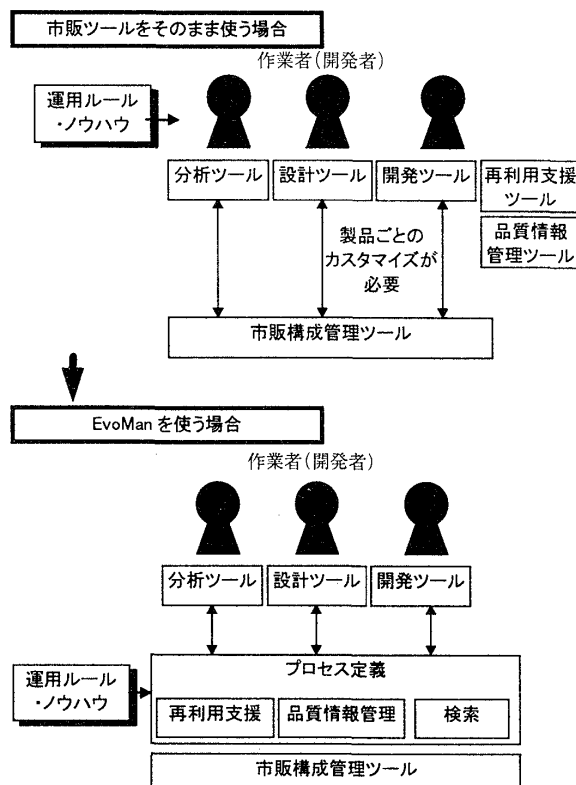 市販ツールをそのまま使う場合
作業者(開発者)
運用ルール
・ノウハウ
分析ツール
設計ツール
開発ツール
再利用支援
ツール
品質情報
管理ツール
製品ごとの
カスタマイズが
必要
市販構成管理ツール
EvoMan を使う場合
作業者(開発者)
分析ツール
設計ツール
開発ツール
運用ルール
・ノウハウ
プロセス定義
再利用支援
品質情報管理
検索
市販構成管理ツール